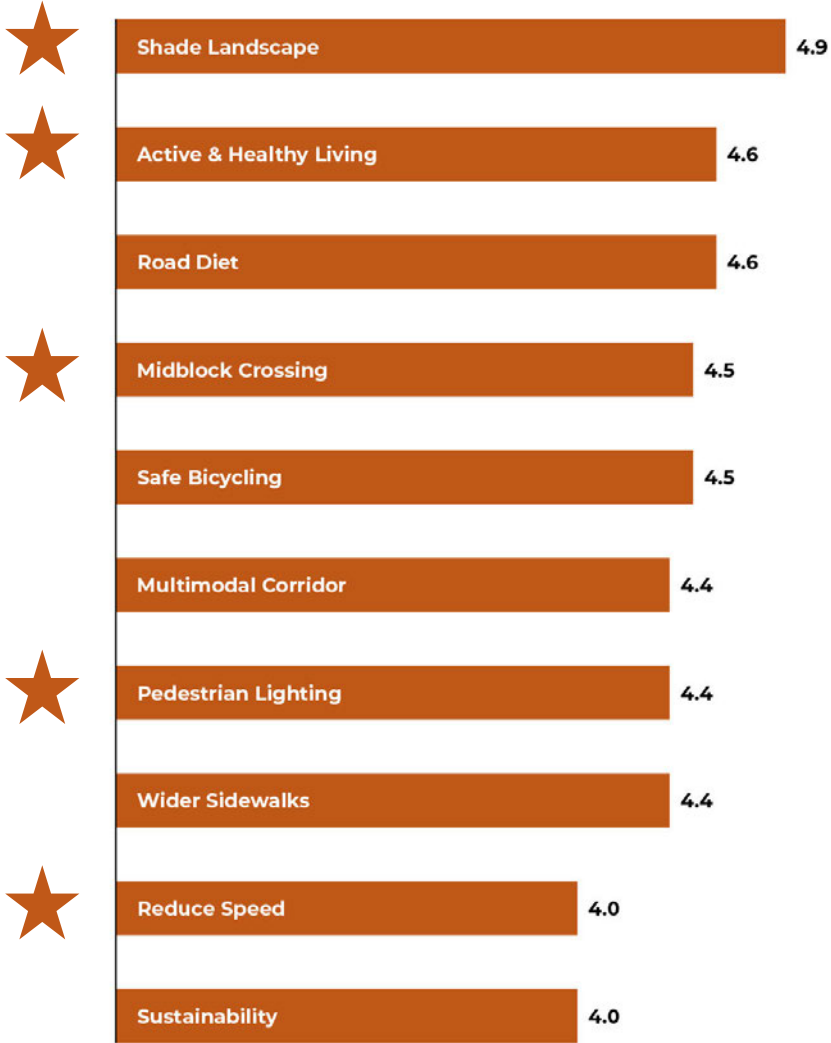 Shade Landscape 4.9
Active & Healthy Living 4.6
Road Diet 4.6
Midblock Crossing 4.5
Safe Bicycling 4.5
Multimodal Corridor 4.4
Pedestrian Lighting 4.4
Wider Sidewalks 4.4
Reduce Speed 4.0
Sustainability 4.0